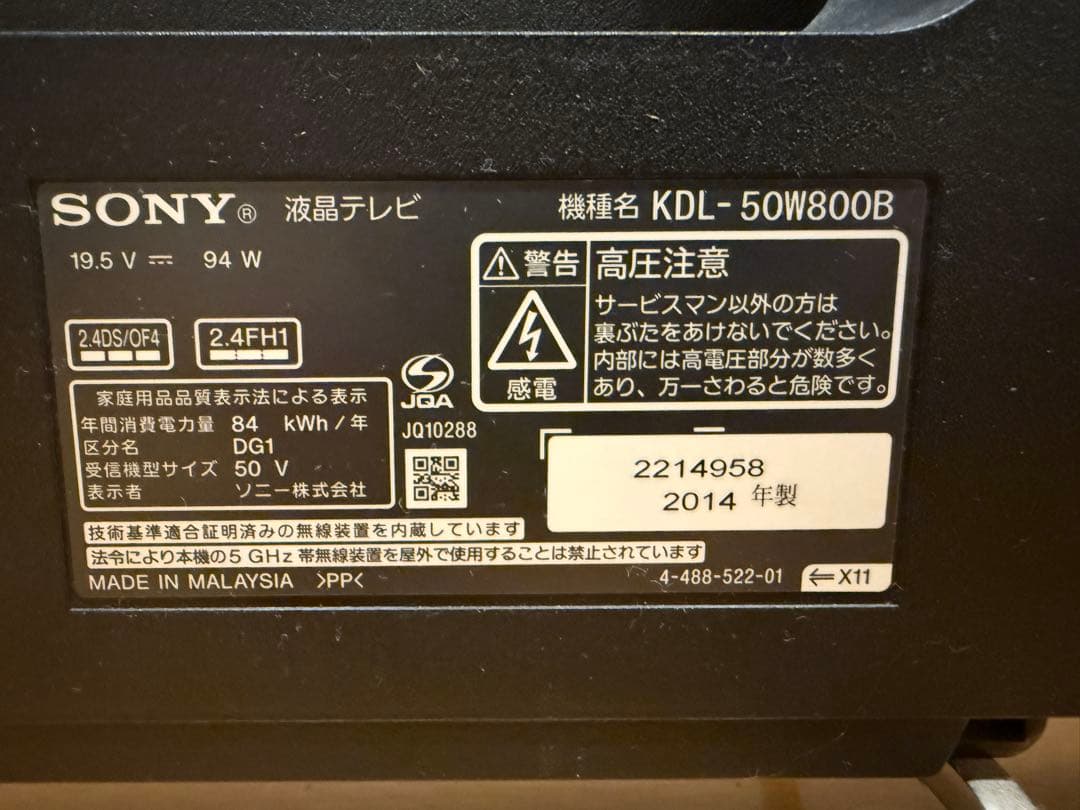 SONY® 液晶テレビ 機種名 KDL-50W800B
19.5 V ⎓ 94 W
警告 高圧注意
感電
サービスマン以外の方は
裏ぶたをあけないでください。
内部には高電圧部分が数多く
あり、万一さわると危険です。
2.4DS/OF4 2.4FH1
家庭用品品質表示法による表示
年間消費電力量 84 kWh/年
区分名 DG1
受信機型サイズ 50 V
表示者 ソニー株式会社
JQA
JQ10288
2214958
2014 年製
技術基準適合証明済みの無線装置を内蔵しています
法令により本機の5 GHz 帯無線装置を屋外で使用することは禁止されています
MADE IN MALAYSIA >PP< 4-488-522-01 ⇐X11